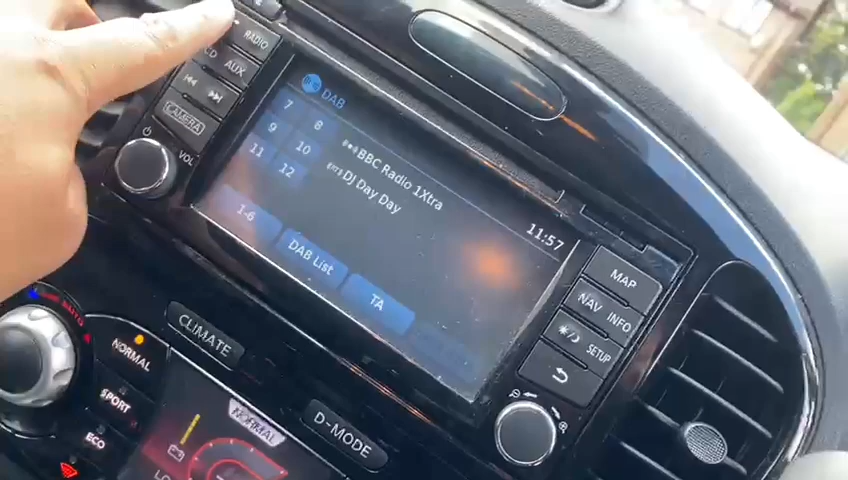 RADIO
CD
AUX
CAMERA
VOL
DAB
7
8
9
10
11
12
BBC Radio 1Xtra
DJ Day Day
11:57
1-6
DAB List
TA
MAP
NAV
INFO
SETUP
AUTO
CLIMATE
NORMAL
SPORT
ECO
NORMAL
D-MODE